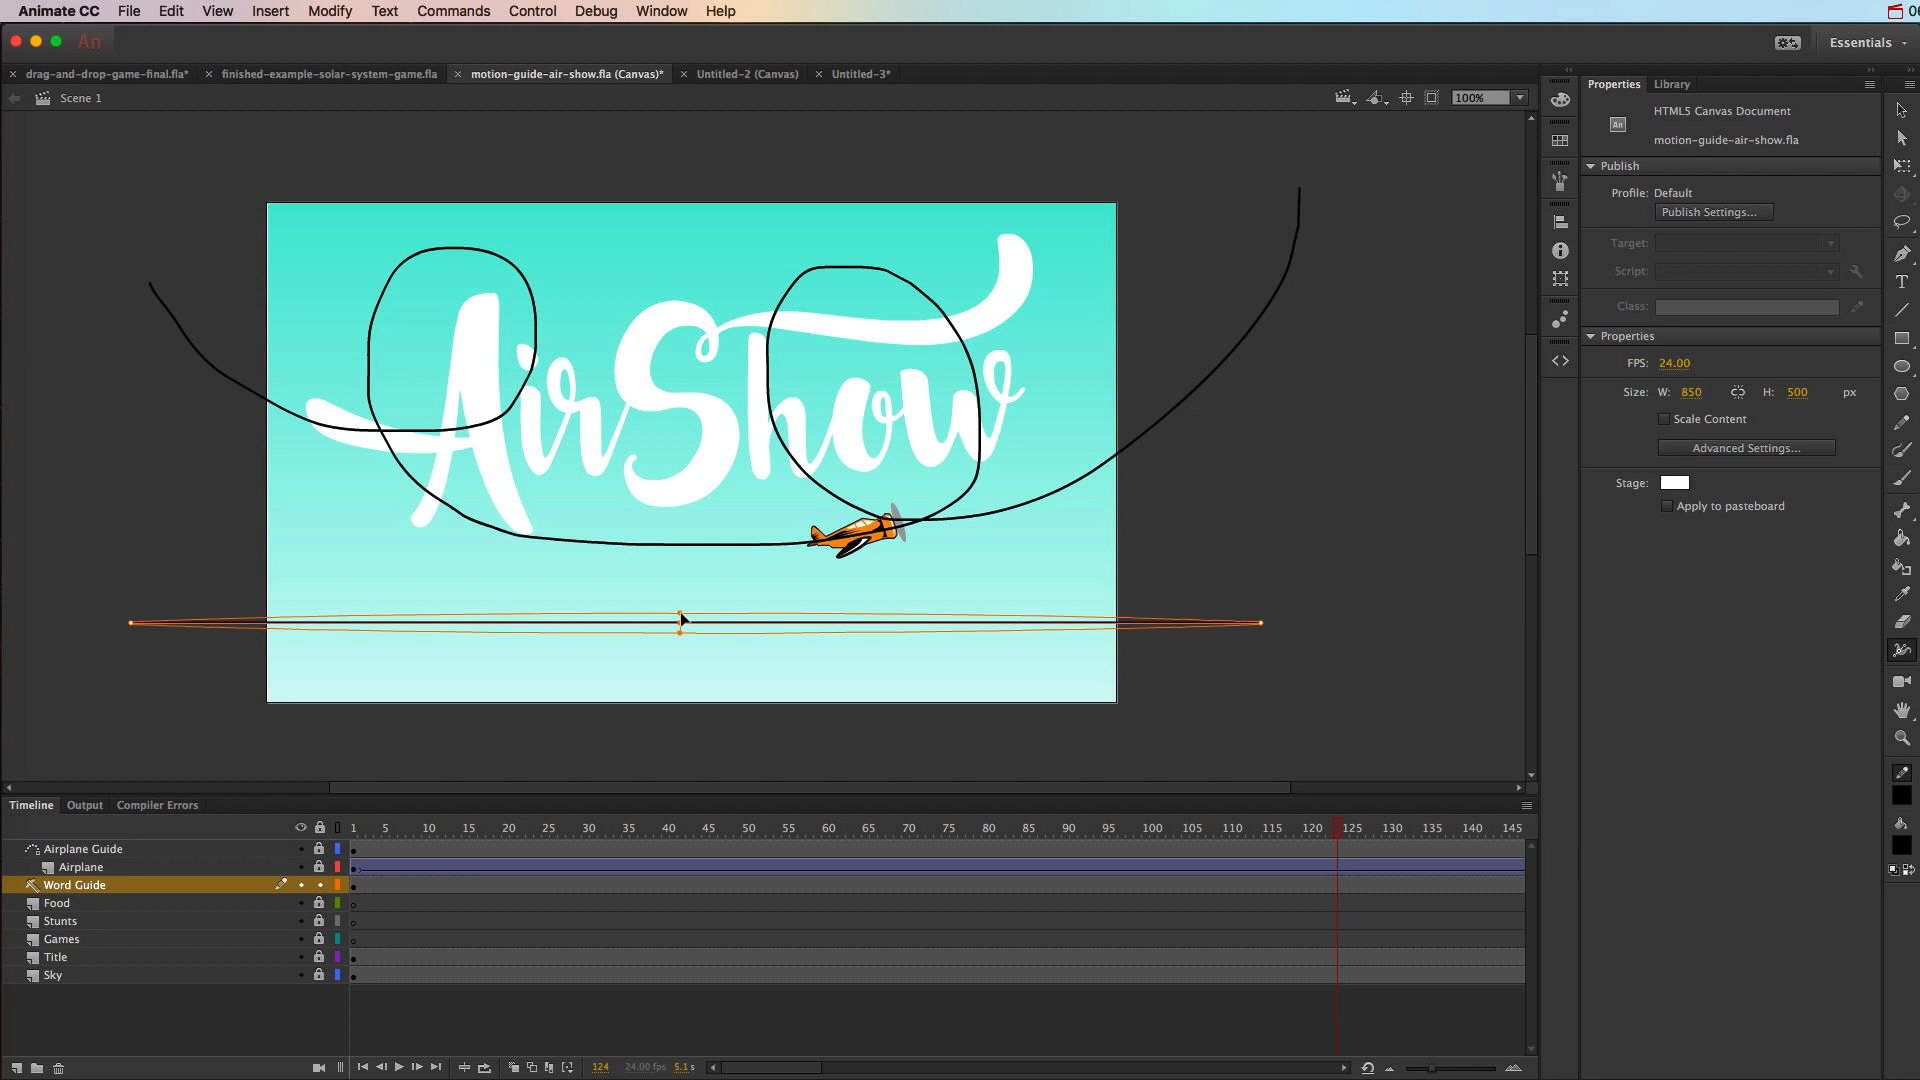 Animate CC File Edit View Insert Modify Text Commands Control Debug Window Help 06
An Essentials
drag-and-drop-game-final.fla* finished-example-solar-system-game.fla motion-guide-air-show.fla (Canvas)* Untitled-2 (Canvas) Untitled-3*
Scene 1 100%
Properties Library
An HTML5 Canvas Document
motion-guide-air-show.fla
Publish
Profile: Default
Publish Settings...
Target:
Script:
Class:
Properties
FPS: 24.00
Size: W: 850 H: 500 px
Scale Content
Advanced Settings...
Stage:
Apply to pasteboard
AirShow
Timeline Output Compiler Errors
1 5 10 15 20 25 30 35 40 45 50 55 60 65 70 75 80 85 90 95 100 105 110 115 120 125 130 135 140 145
Airplane Guide
Airplane
Word Guide
Food
Stunts
Games
Title
Sky
124 24.00 fps 5.1 s